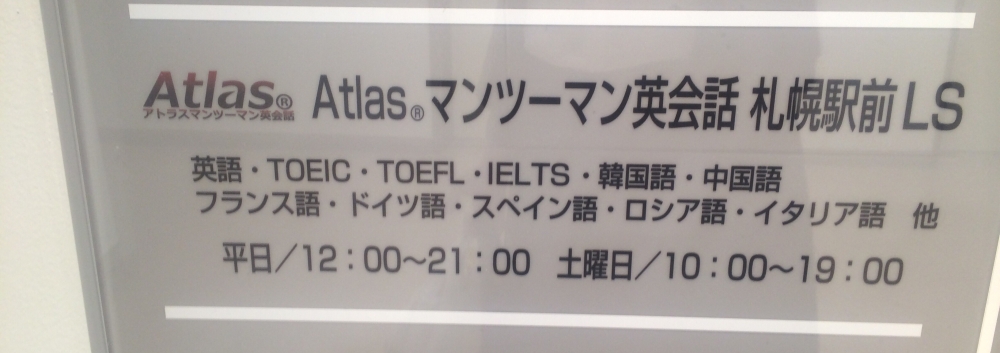 Atlas® Atlas®マンツーマン英会話 札幌駅前LS
アトラスマンツーマン英会話
英語・TOEIC・TOEFL・IELTS・韓国語・中国語
フランス語・ドイツ語・スペイン語・ロシア語・イタリア語 他
平日/12:00～21:00 土曜日/10:00～19:00